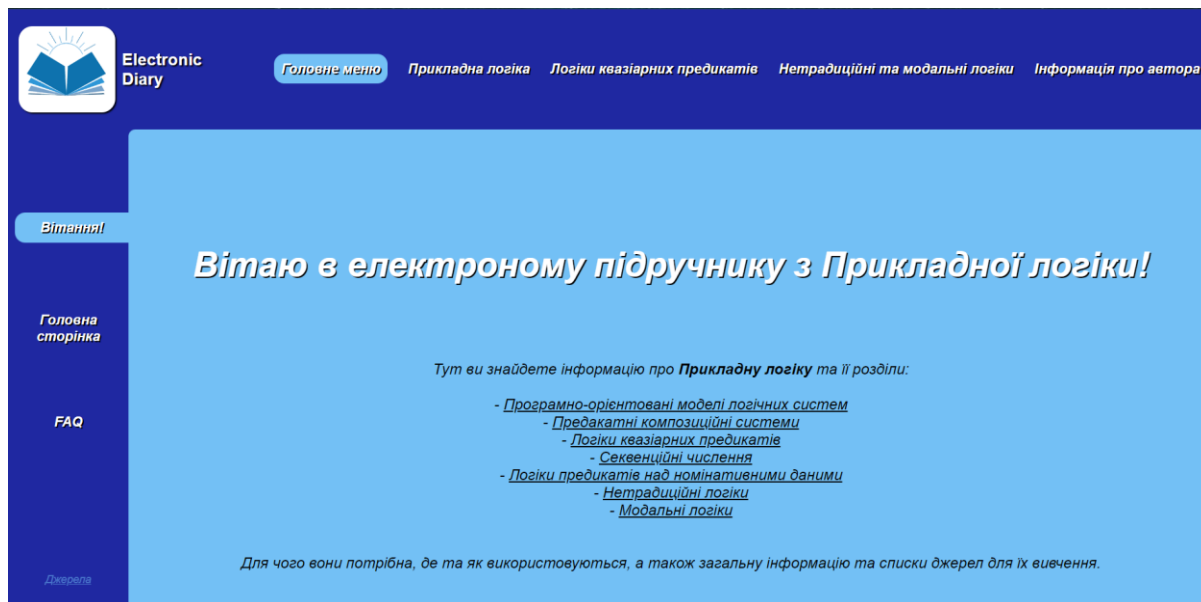 Electronic
Diary
Головне меню
Прикладна логіка
Логіки квазіарних предикатів
Нетрадиційні та модальні логіки
Інформація про автора
Вітання!
Головна
сторінка
FAQ
Джерела
Вітаю в електроному підручнику з Прикладної логіки!
Тут ви знайдете інформацію про Прикладну логіку та її розділи:
- Програмно-орієнтовані моделі логічних систем
- Предакатні композиційні системи
- Логіки квазіарних предикатів
- Секвенційні числення
- Логіки предикатів над номінативними даними
- Нетрадиційні логіки
- Модальні логіки
Для чого вони потрібна, де та як використовуються, а також загальну інформацію та списки джерел для їх вивчення.